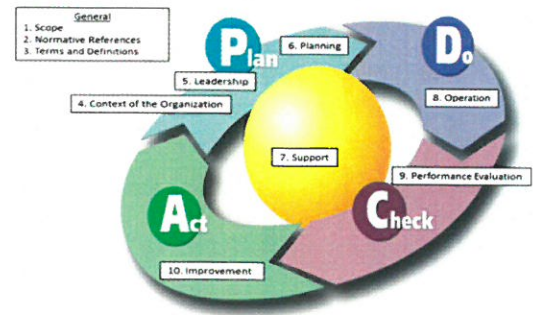 General
1. Scope
2. Normative References
3. Terms and Definitions
Plan
6. Planning
5. Leadership
4. Context of the Organization
Do
8. Operation
7. Support
9. Performance Evaluation
Check
Act
10. Improvement